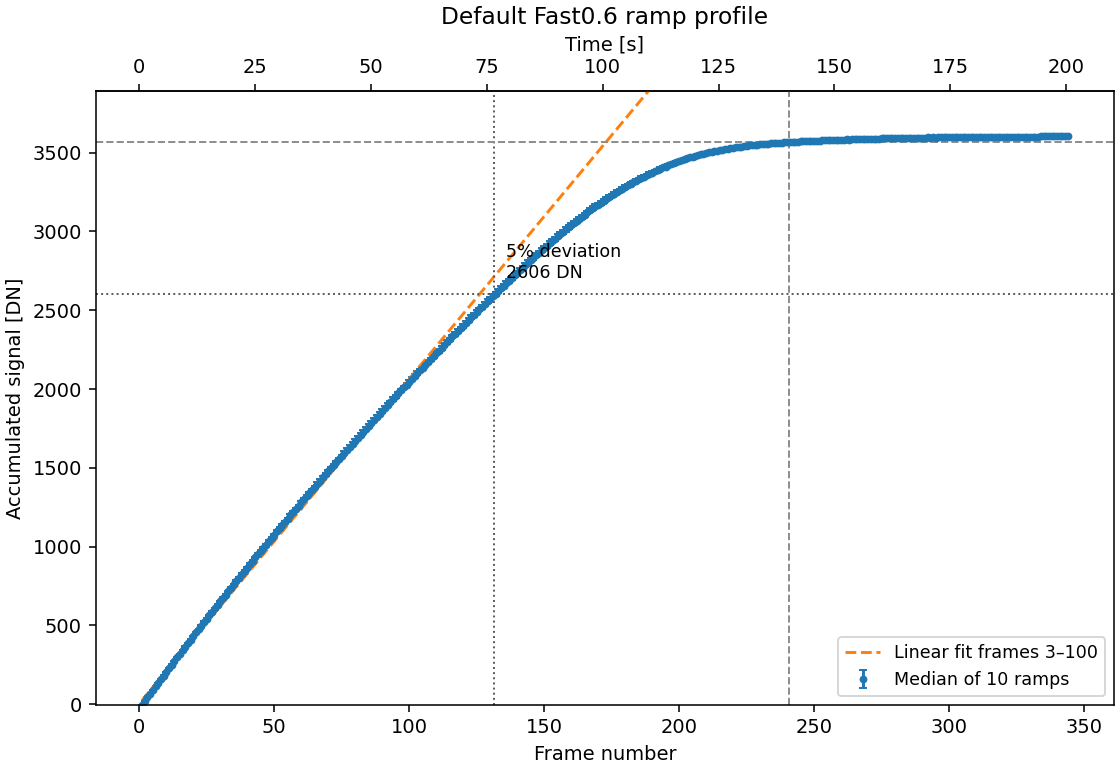 Default Fast0.6 ramp profile
Time [s]
0 25 50 75 100 125 150 175 200
3500
3000
2500
2000
1500
1000
500
0
Accumulated signal [DN]
5% deviation
2606 DN
Linear fit frames 3–100
Median of 10 ramps
0 50 100 150 200 250 300 350
Frame number